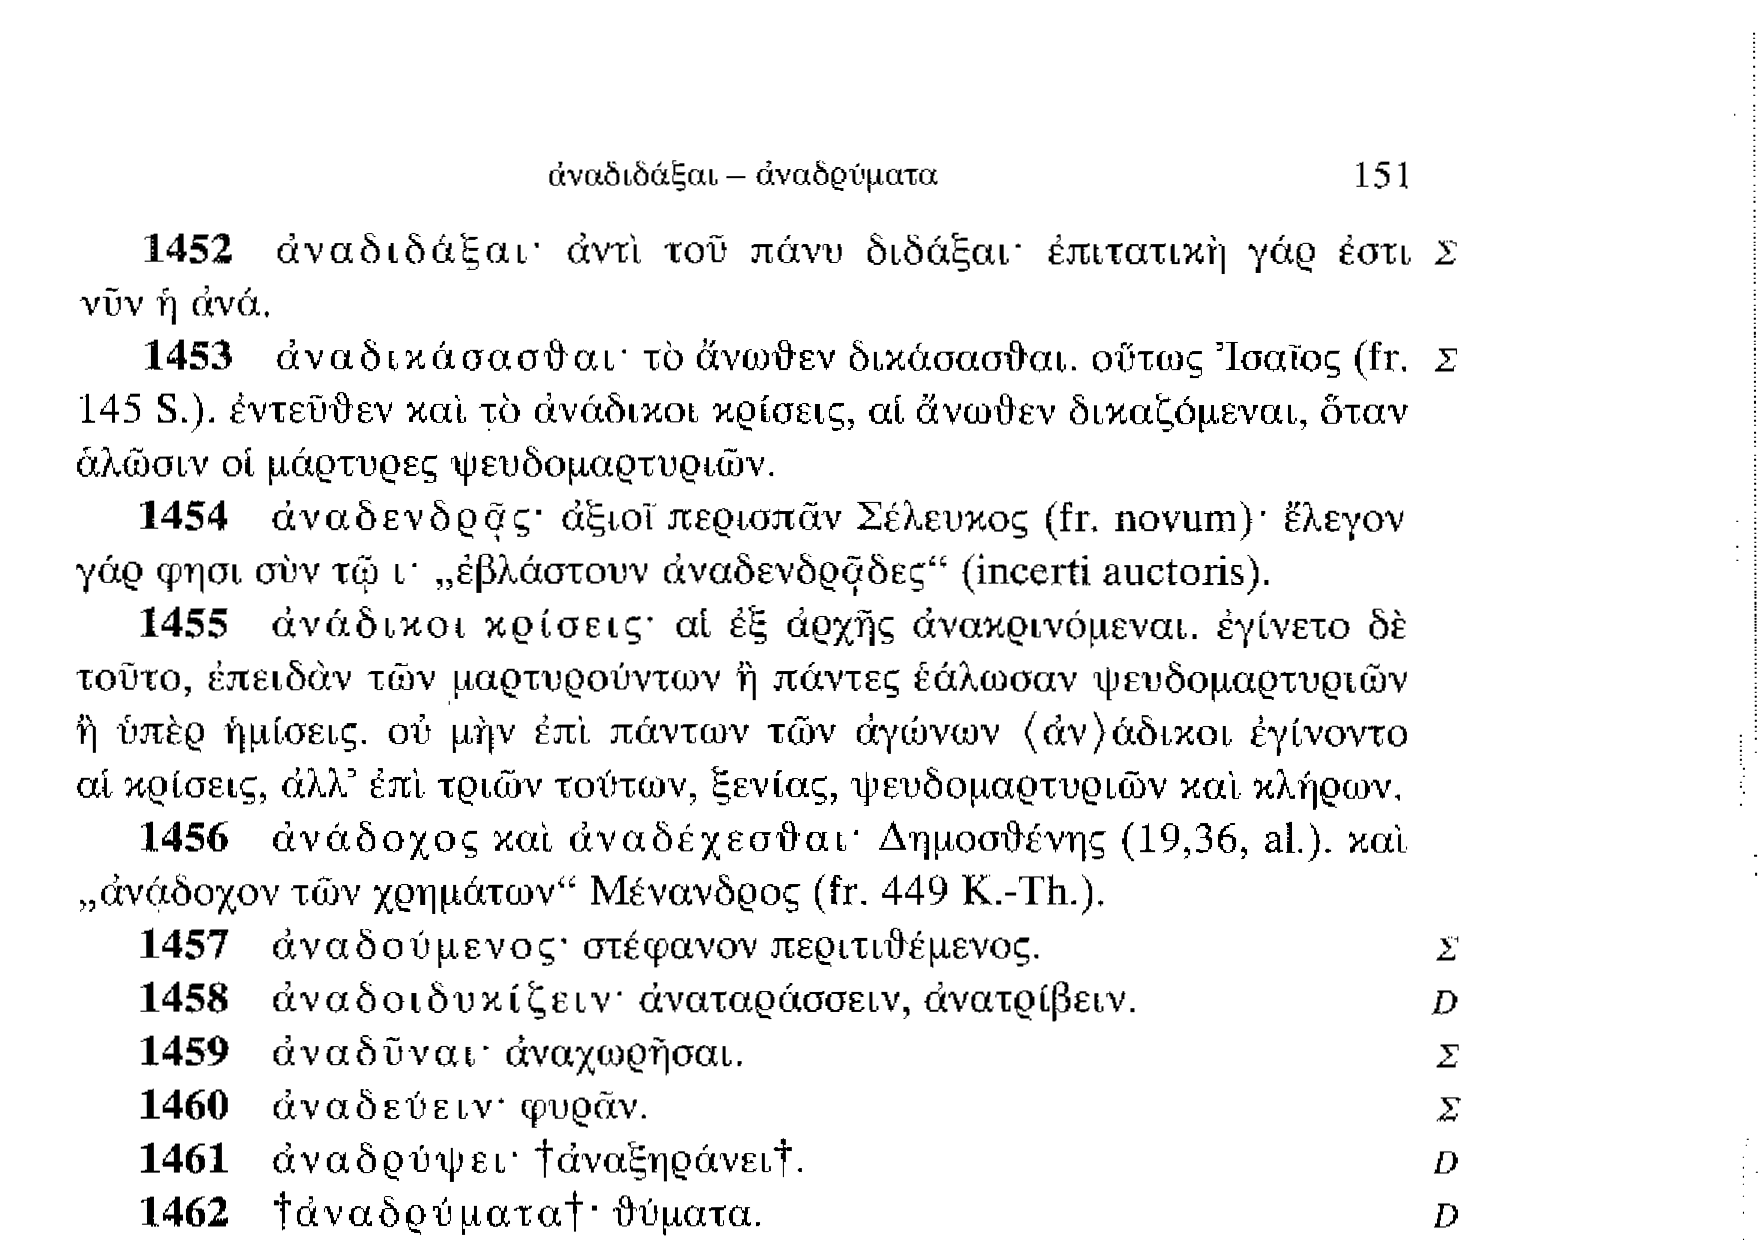 ἀναδιδάξαι – ἀναδρύματα 151
1452 ἀναδιδάξαι· ἀντὶ τοῦ πάνυ διδάξαι· ἐπιτατικὴ γάρ ἐστι Σ
νῦν ἡ ἀνά.
1453 ἀναδικάσασθαι· τὸ ἄνωθεν δικάσασθαι. οὕτως Ἰσαῖος (fr. Σ
145 S.). ἐντεῦθεν καὶ τὸ ἀνάδικοι κρίσεις, αἱ ἄνωθεν δικαζόμεναι, ὅταν
ἁλῶσιν οἱ μάρτυρες ψευδομαρτυριῶν.
1454 ἀναδενδρᾷς· ἀξιοῖ περισπᾶν Σέλευκος (fr. novum)· ἔλεγον
γάρ φησι σὺν τῷ ι· „ἐβλάστουν ἀναδενδρᾷδες“ (incerti auctoris).
1455 ἀνάδικοι κρίσεις· αἱ ἐξ ἀρχῆς ἀνακρινόμεναι. ἐγίνετο δὲ
τοῦτο, ἐπειδὰν τῶν μαρτυρούντων ἢ πάντες ἑάλωσαν ψευδομαρτυριῶν
ἢ ὑπὲρ ἡμίσεις. οὐ μὴν ἐπὶ πάντων τῶν ἀγώνων ⟨ἀν⟩άδικοι ἐγίνοντο
αἱ κρίσεις, ἀλλ’ ἐπὶ τριῶν τούτων, ξενίας, ψευδομαρτυριῶν καὶ κλήρων.
1456 ἀνάδοχος καὶ ἀναδέχεσθαι· Δημοσθένης (19,36, al.). καὶ
„ἀνάδοχον τῶν χρημάτων“ Μένανδρος (fr. 449 K.-Th.).
1457 ἀναδούμενος· στέφανον περιτιθέμενος. Σ
1458 ἀναδοιδυκίζειν· ἀναταράσσειν, ἀνατρίβειν. D
1459 ἀναδῦναι· ἀναχωρῆσαι. Σ
1460 ἀναδεύειν· φυρᾶν. Σ
1461 ἀναδρύψει· †ἀναξηράνει†. D
1462 †ἀναδρύματα†· θύματα. D